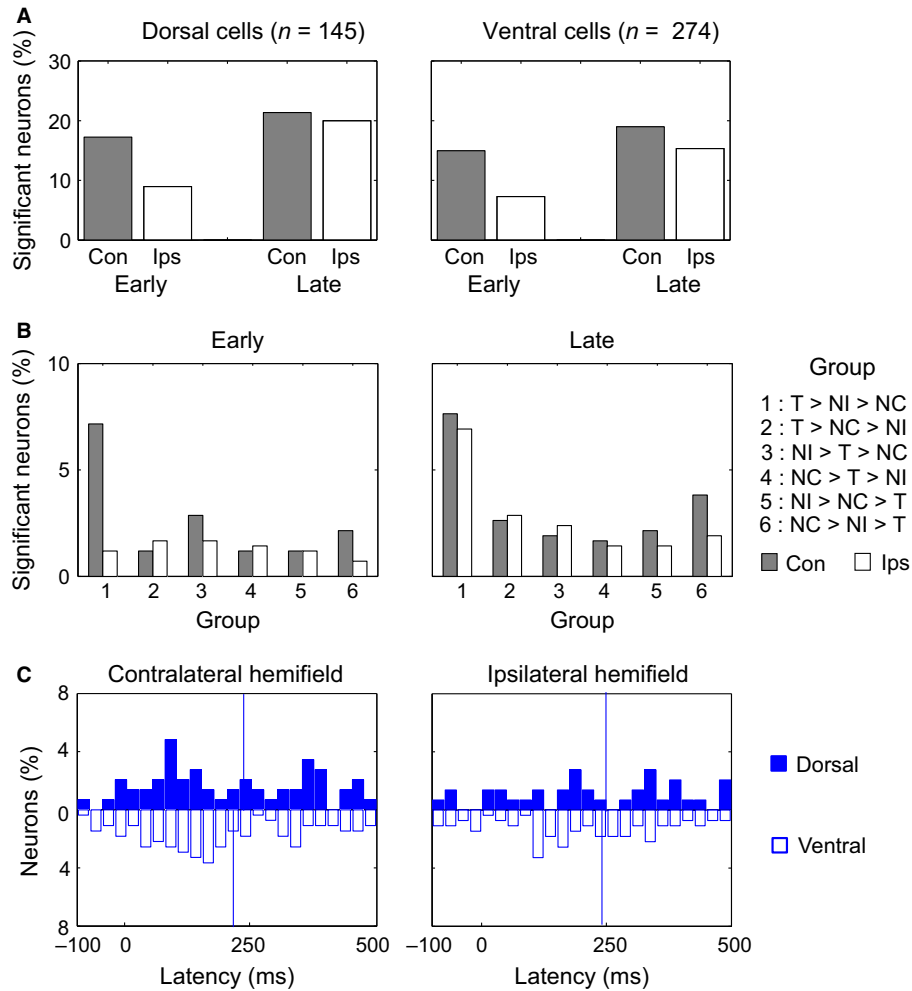 A
Dorsal cells (n = 145)
Ventral cells (n = 274)
Significant neurons (%)
30
20
10
0
Con Ips Con Ips
Early Late
Con Ips Con Ips
Early Late
B
Early
Late
Significant neurons (%)
10
5
0
1 2 3 4 5 6
Group
1 2 3 4 5 6
Group
Group
1 : T > NI > NC
2 : T > NC > NI
3 : NI > T > NC
4 : NC > T > NI
5 : NI > NC > T
6 : NC > NI > T
Con Ips
C
Contralateral hemifield
Ipsilateral hemifield
Neurons (%)
8
4
0
4
8
–100 0 250 500
Latency (ms)
–100 0 250 500
Latency (ms)
Dorsal
Ventral